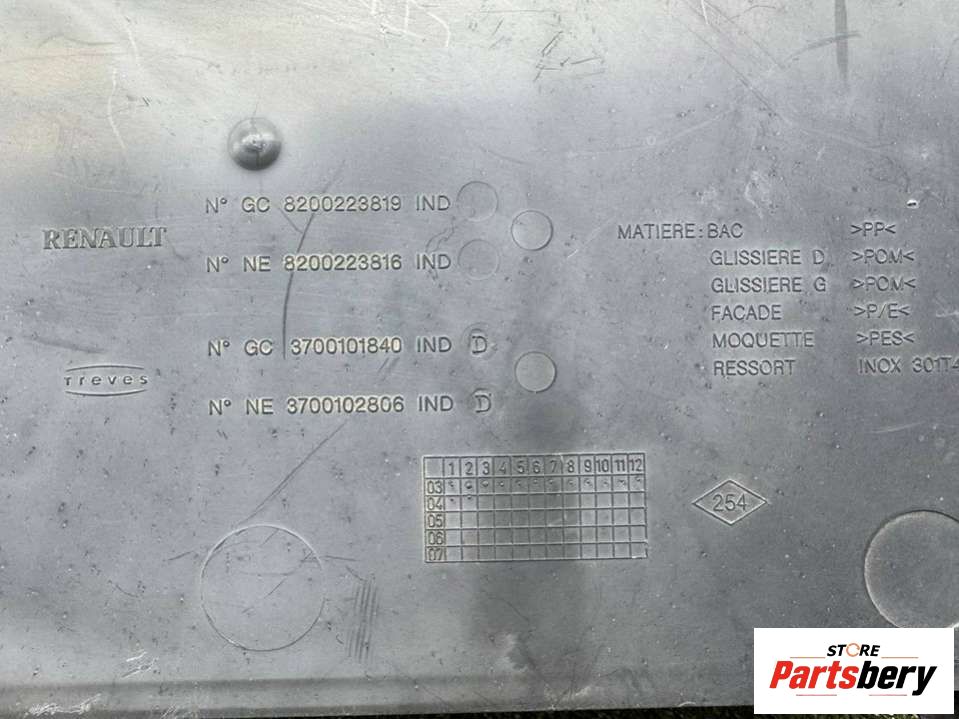 RENAULT
N° GC 8200223819 IND
N° NE 8200223816 IND
N° GC 3700101840 IND D
N° NE 3700102806 IND D
Treves
MATIERE: BAC >PP<
GLISSIERE D >POM<
GLISSIERE G >POM<
FAÇADE >P/E<
MOQUETTE >PES<
RESSORT INOX 301T4
1 2 3 4 5 6 7 8 9 10 11 12
03
04
05
06
07
254
STORE
Partsbery